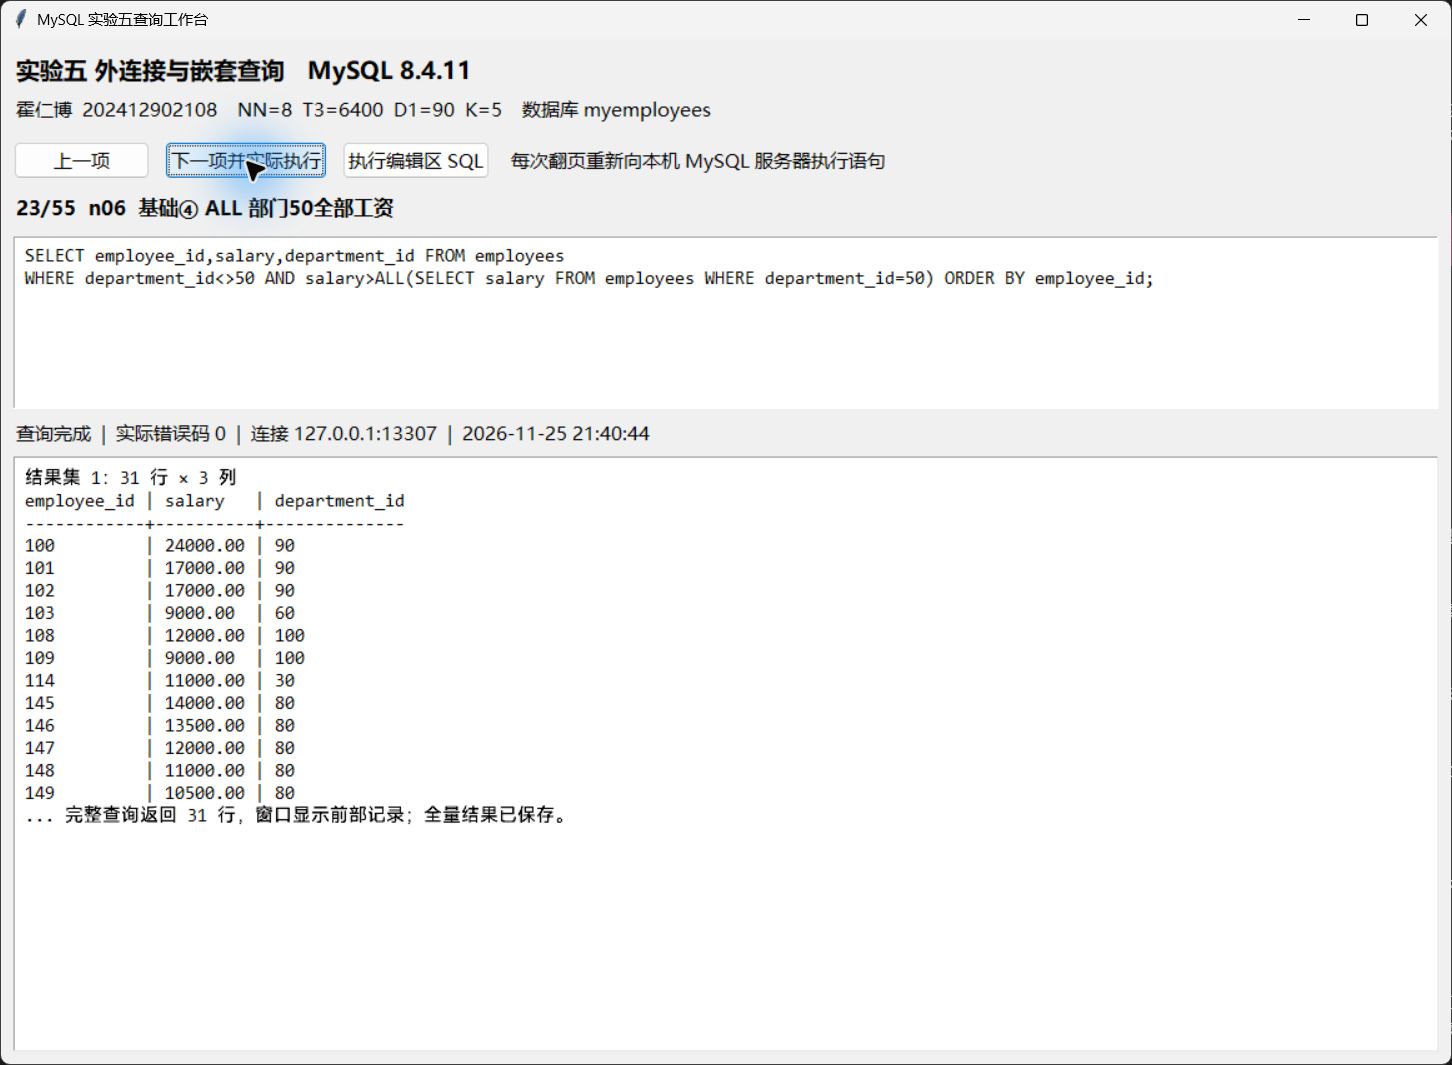 MySQL 实验五查询工作台
实验五 外连接与嵌套查询 MySQL 8.4.11
霍仁博 202412902108 NN=8 T3=6400 D1=90 K=5 数据库 myemployees
上一项 下一项并实际执行 执行编辑区 SQL 每次翻页重新向本机 MySQL 服务器执行语句
23/55 n06 基础④ ALL 部门50全部工资
SELECT employee_id,salary,department_id FROM employees
WHERE department_id<>50 AND salary>ALL(SELECT salary FROM employees WHERE department_id=50) ORDER BY employee_id;
查询完成 | 实际错误码 0 | 连接 127.0.0.1:13307 | 2026-11-25 21:40:44
结果集 1: 31 行 × 3 列
employee_id | salary   | department_id
------------+----------+--------------
100         | 24000.00 | 90
101         | 17000.00 | 90
102         | 17000.00 | 90
103         | 9000.00  | 60
108         | 12000.00 | 100
109         | 9000.00  | 100
114         | 11000.00 | 30
145         | 14000.00 | 80
146         | 13500.00 | 80
147         | 12000.00 | 80
148         | 11000.00 | 80
149         | 10500.00 | 80
... 完整查询返回 31 行，窗口显示前部记录；全量结果已保存。